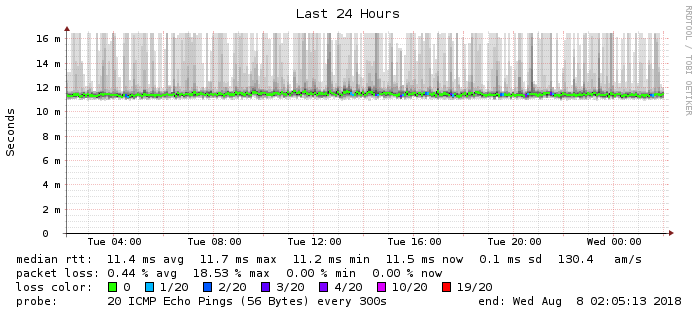 Last 24 Hours
RRDTOOL / TOBI OETIKER
Seconds
16 m
14 m
12 m
10 m
8 m
6 m
4 m
2 m
0
Tue 04:00 Tue 08:00 Tue 12:00 Tue 16:00 Tue 20:00 Wed 00:00
median rtt: 11.4 ms avg 11.7 ms max 11.2 ms min 11.5 ms now 0.1 ms sd 130.4 am/s
packet loss: 0.44 % avg 18.53 % max 0.00 % min 0.00 % now
loss color: 0 1/20 2/20 3/20 4/20 10/20 19/20
probe: 20 ICMP Echo Pings (56 Bytes) every 300s end: Wed Aug 8 02:05:13 2018